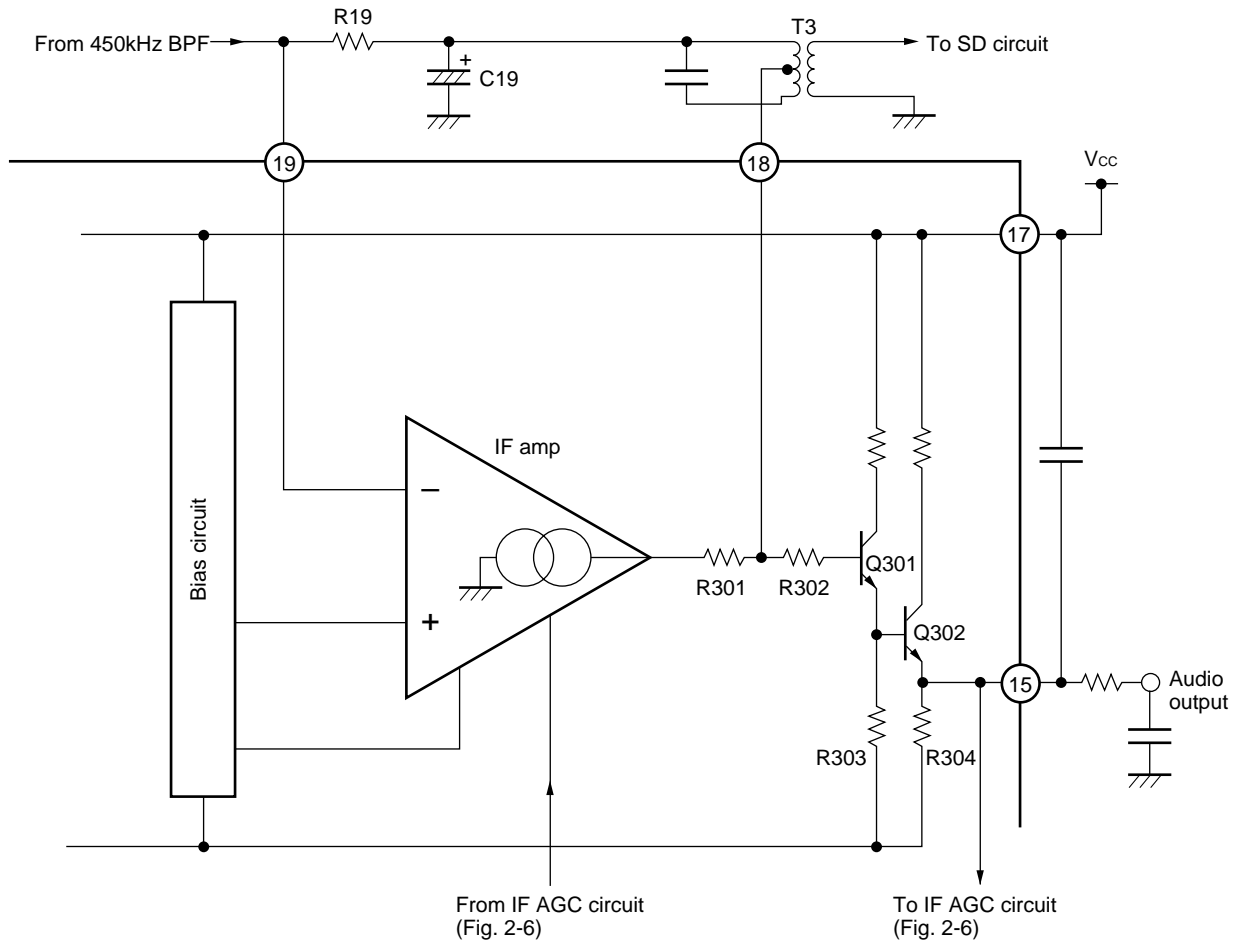 R19
T3
From 450kHz BPF
To SD circuit
+
C19
19
18
VCC
17
IF amp
−
Bias circuit
Q301
R301
R302
+
Q302
15
Audio
output
R303
R304
From IF AGC circuit
(Fig. 2-6)
To IF AGC circuit
(Fig. 2-6)